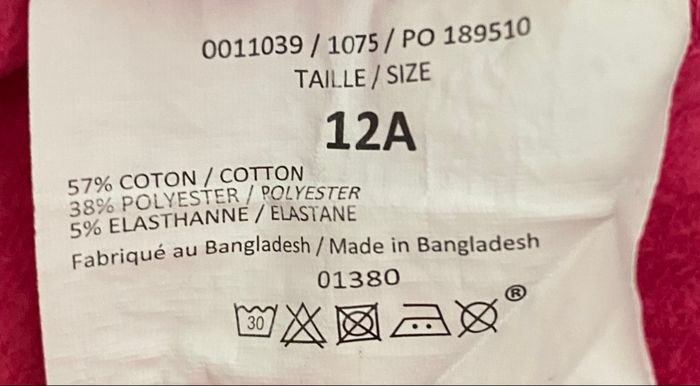 0011039 / 1075 / PO 189510
TAILLE / SIZE
12A
57% COTON / COTTON
38% POLYESTER / POLYESTER
5% ELASTHANNE / ELASTANE
Fabriqué au Bangladesh / Made in Bangladesh
01380
30 ®